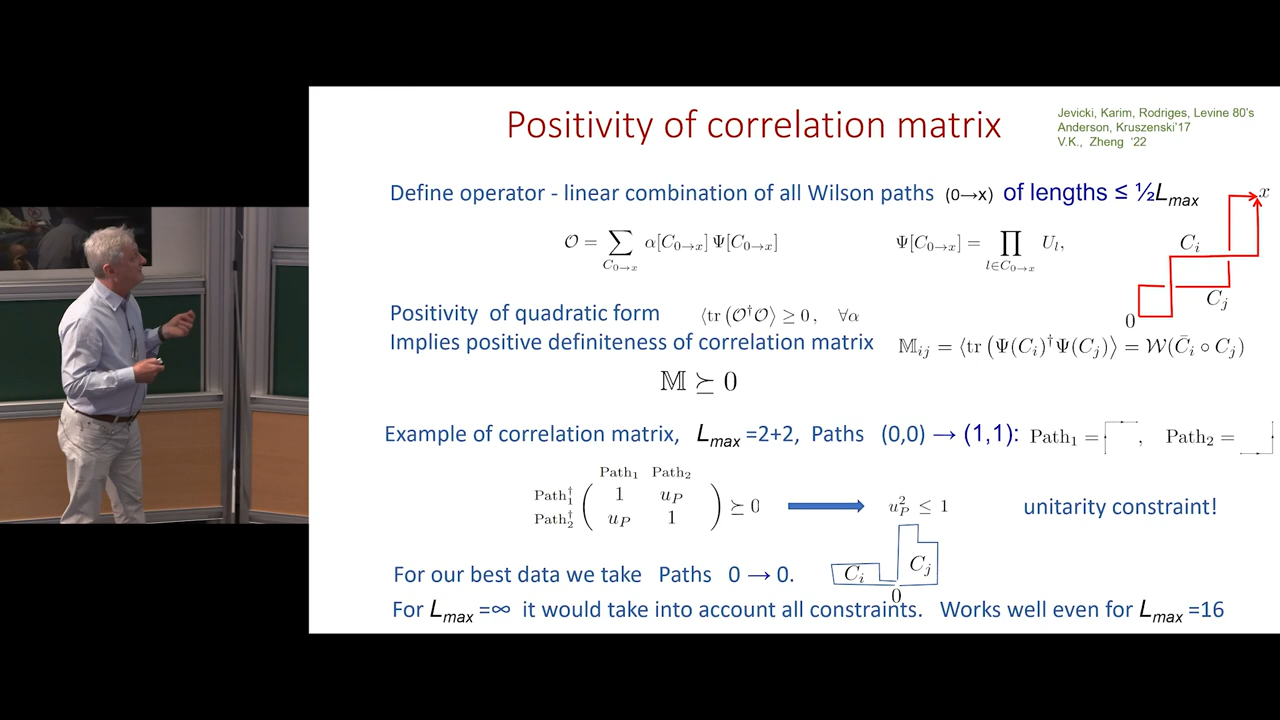 Positivity of correlation matrix
Jevicki, Karim, Rodriges, Levine 80's
Anderson, Kruszenski'17
V.K., Zheng '22
Define operator - linear combination of all Wilson paths (0→x) of lengths ≤ ½L_max
x
𝒪 = ∑_{C_{0→x}} α[C_{0→x}] Ψ[C_{0→x}]    Ψ[C_{0→x}] = ∏_{l∈C_{0→x}} U_l,
C_i
C_j
0
Positivity of quadratic form ⟨tr (𝒪†𝒪⟩ ≥ 0, ∀α
Implies positive definiteness of correlation matrix 𝕄_ij = ⟨tr (Ψ(C_i)†Ψ(C_j)⟩ = 𝒲(C̄_i ∘ C_j)
𝕄 ⪰ 0
Example of correlation matrix, L_max =2+2, Paths (0,0) → (1,1): Path₁ = , Path₂ =
Path₁ Path₂
Path₁† ( 1 u_P
Path₂† u_P 1 ) ⪰ 0    u_P² ≤ 1    unitarity constraint!
For our best data we take Paths 0 → 0. C_i C_j
0
For L_max =∞ it would take into account all constraints. Works well even for L_max =16